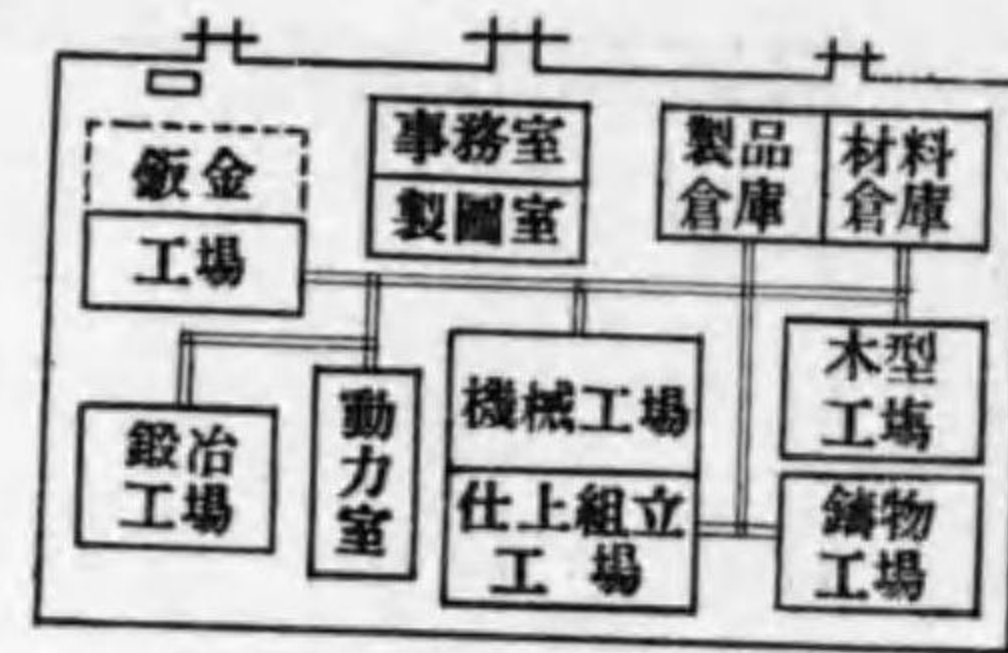 鈑金
工場
事務室
製圖室
製品
倉庫
材料
倉庫
鍛冶
工場
動力室
機械工場
仕上組立
工場
木型
工塲
鑄物
工場